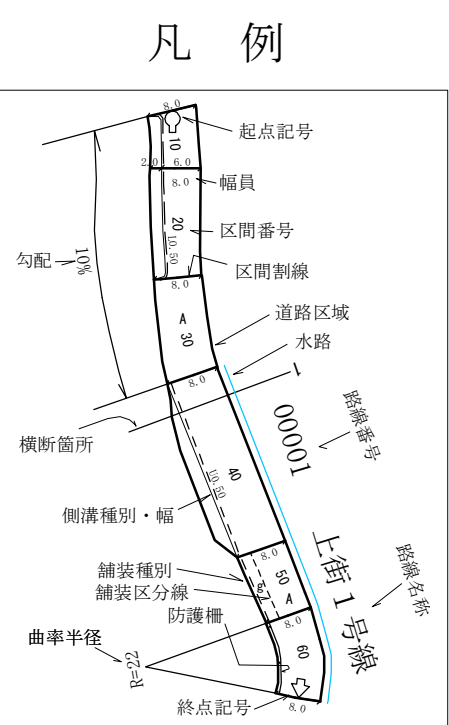 凡 例
8.0
起点記号
10
2.0
6.0
8.0
幅員
20
区間番号
L0.50
区間割線
勾配
10%
8.0
A
30
道路区域
水路
8.0
1
横断箇所
路線番号
00001
40
U0.50
側溝種別・幅
上街1号線
路線名称
8.0
舗装種別
舗装区分線
50
g
A
防護柵
8.0
曲率半径
R=22
60
終点記号
8.0